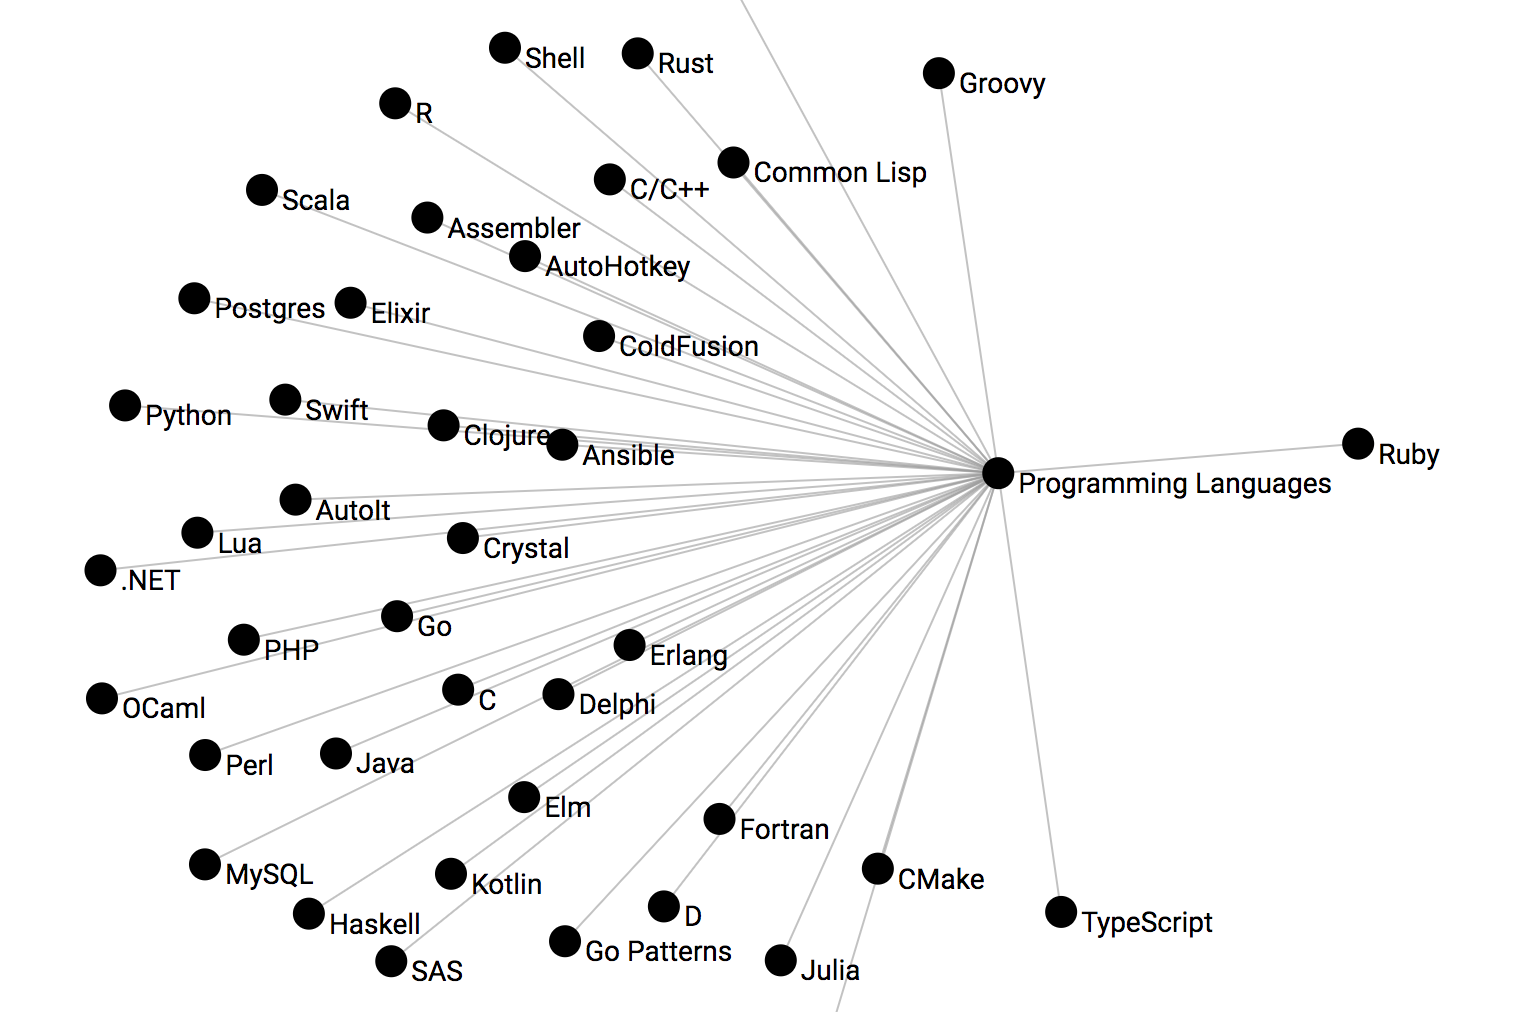 Shell
Rust
Groovy
R
Common Lisp
C/C++
Scala
Assembler
AutoHotkey
Postgres
Elixir
ColdFusion
Python
Swift
Clojure
Ansible
Ruby
Programming Languages
AutoIt
Lua
Crystal
.NET
Go
PHP
Erlang
OCaml
C
Delphi
Perl
Java
Elm
Fortran
MySQL
Kotlin
CMake
Haskell
D
TypeScript
Go Patterns
SAS
Julia